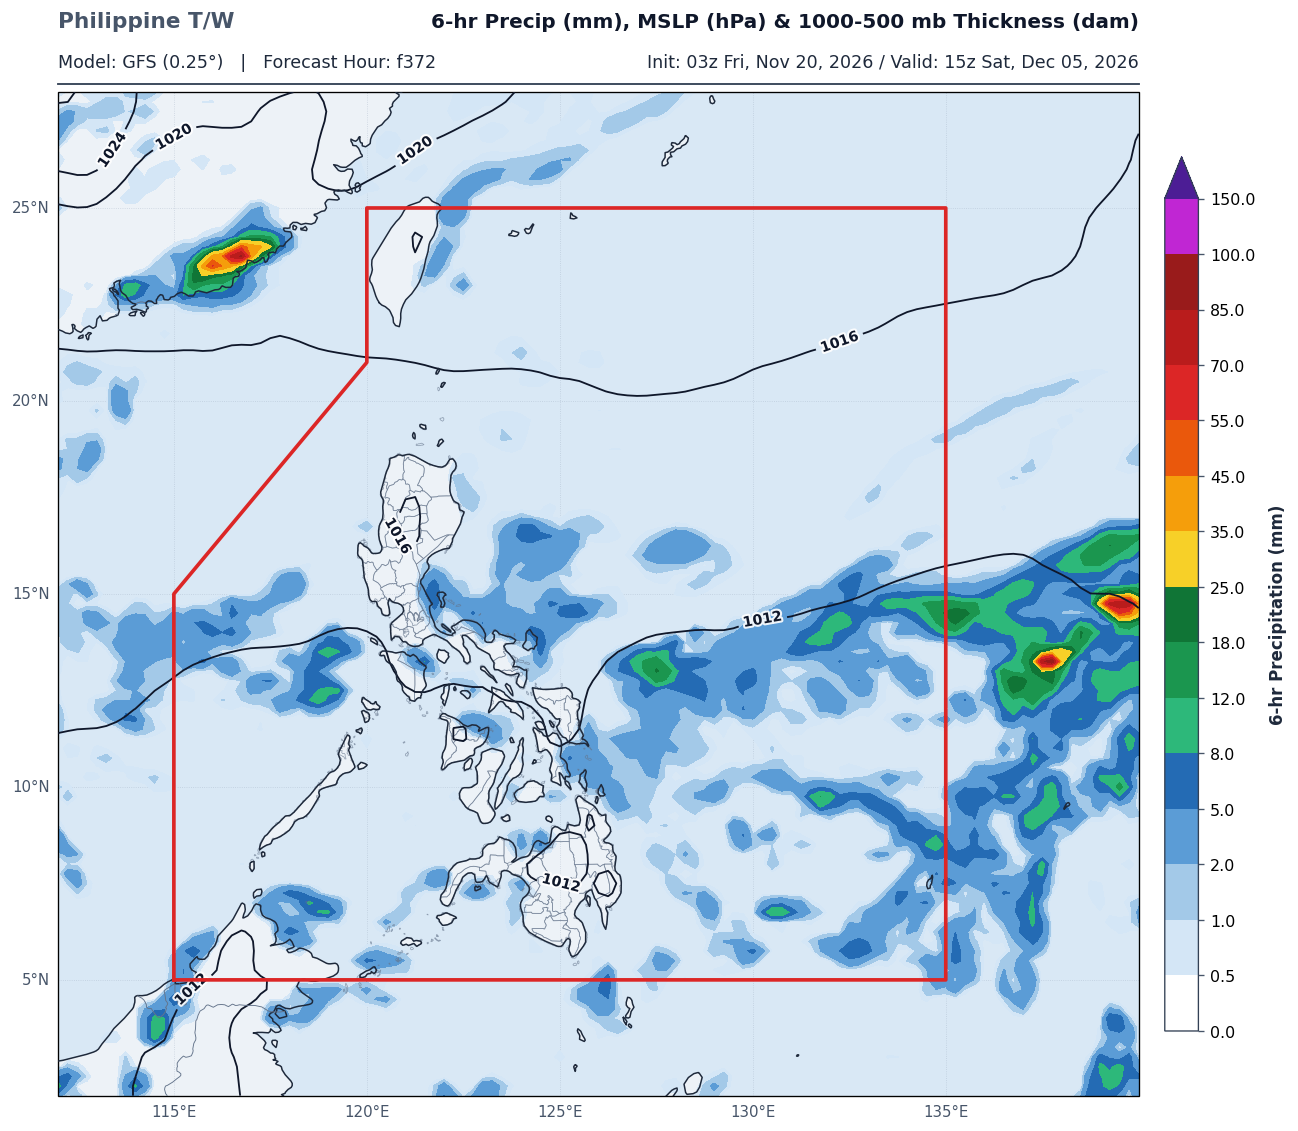 Philippine T/W
6-hr Precip (mm), MSLP (hPa) & 1000-500 mb Thickness (dam)
Model: GFS (0.25°) | Forecast Hour: f372
Init: 03z Fri, Nov 20, 2026 / Valid: 15z Sat, Dec 05, 2026
1024
1020
1020
1016
1016
1012
1012
1012
25°N
20°N
15°N
10°N
5°N
115°E
120°E
125°E
130°E
135°E
150.0
100.0
85.0
70.0
55.0
45.0
35.0
25.0
18.0
12.0
8.0
5.0
2.0
1.0
0.5
0.0
6-hr Precipitation (mm)